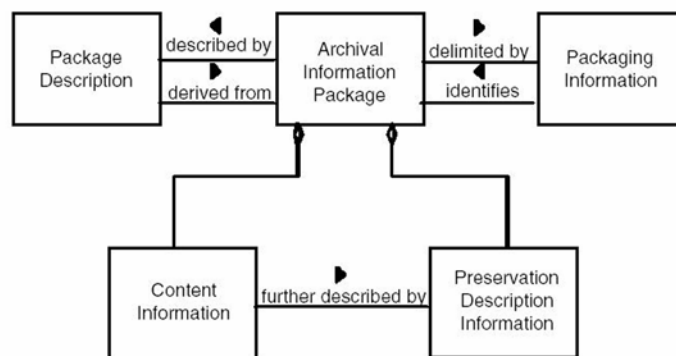 Package
Description
described by
derived from
Archival
Information
Package
delimited by
identifies
Packaging
Information
Content
Information
further described by
Preservation
Description
Information